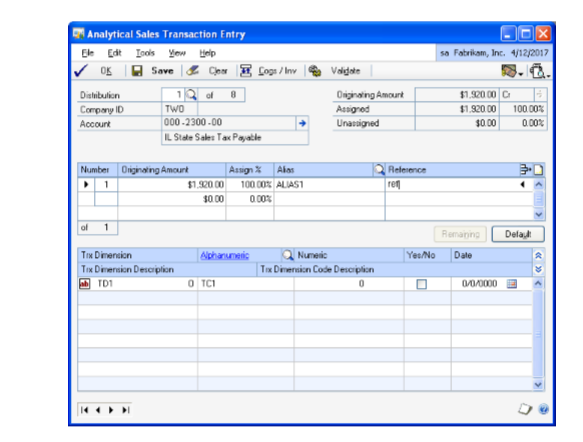 Analytical Sales Transaction Entry
File Edit Tools View Help sa Fabrikam, Inc. 4/12/2017
OK Save Clear Cogs / Inv Validate
Distribution 1 of 8 Originating Amount $1,920.00 Cr
Company ID TWO Assigned $1,920.00 100.00%
Account 000 -2300 -00 Unassigned $0.00 0.00%
IL State Sales Tax Payable
Number Originating Amount Assign % Alias Reference
1 $1,920.00 100.00% ALIAS1 ref
$0.00 0.00%
of 1
Remaining Default
Trx Dimension Alphanumeric Numeric Yes/No Date
Trx Dimension Description Trx Dimension Code Description
ab TD1 0 TC1 0 0/0/0000